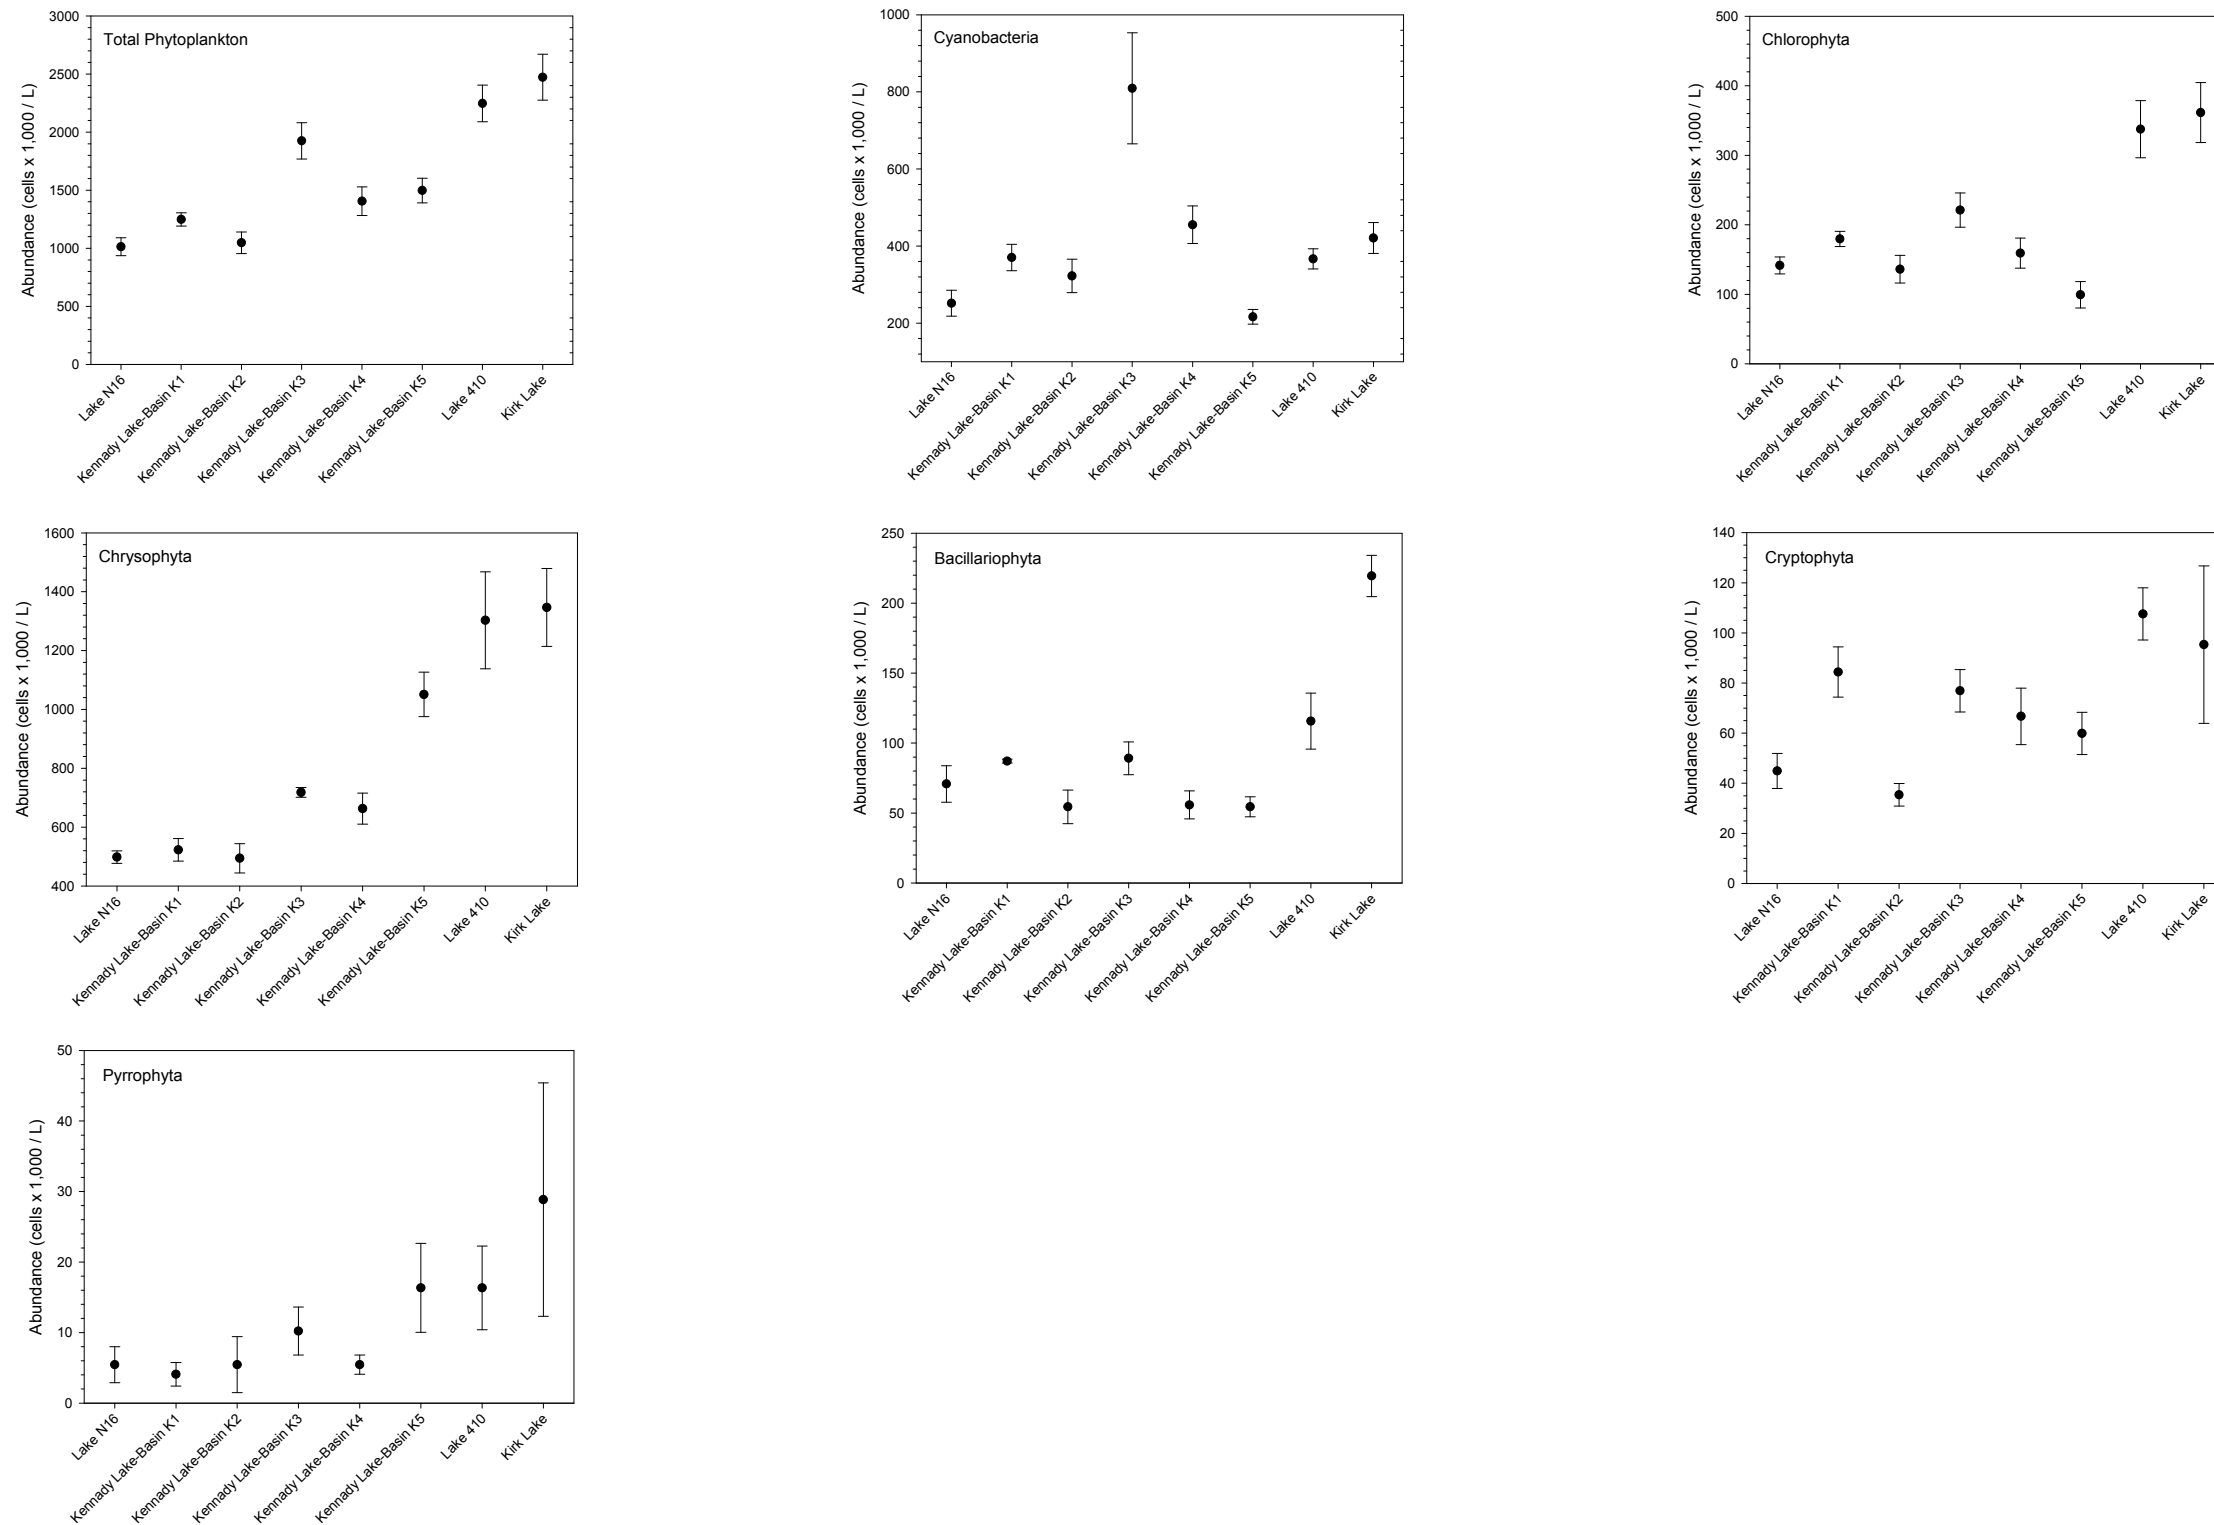 Total Phytoplankton
Abundance (cells x 1,000 / L)
3000
2500
2000
1500
1000
500
0
Lake N16
Kennady Lake-Basin K1
Kennady Lake-Basin K2
Kennady Lake-Basin K3
Kennady Lake-Basin K4
Kennady Lake-Basin K5
Lake 410
Kirk Lake
Cyanobacteria
Abundance (cells x 1,000 / L)
1000
800
600
400
200
Lake N16
Kennady Lake-Basin K1
Kennady Lake-Basin K2
Kennady Lake-Basin K3
Kennady Lake-Basin K4
Kennady Lake-Basin K5
Lake 410
Kirk Lake
Chlorophyta
Abundance (cells x 1,000 / L)
500
400
300
200
100
0
Lake N16
Kennady Lake-Basin K1
Kennady Lake-Basin K2
Kennady Lake-Basin K3
Kennady Lake-Basin K4
Kennady Lake-Basin K5
Lake 410
Kirk Lake
Chrysophyta
Abundance (cells x 1,000 / L)
1600
1400
1200
1000
800
600
400
Lake N16
Kennady Lake-Basin K1
Kennady Lake-Basin K2
Kennady Lake-Basin K3
Kennady Lake-Basin K4
Kennady Lake-Basin K5
Lake 410
Kirk Lake
Bacillariophyta
Abundance (cells x 1,000 / L)
250
200
150
100
50
0
Lake N16
Kennady Lake-Basin K1
Kennady Lake-Basin K2
Kennady Lake-Basin K3
Kennady Lake-Basin K4
Kennady Lake-Basin K5
Lake 410
Kirk Lake
Cryptophyta
Abundance (cells x 1,000 / L)
140
120
100
80
60
40
20
0
Lake N16
Kennady Lake-Basin K1
Kennady Lake-Basin K2
Kennady Lake-Basin K3
Kennady Lake-Basin K4
Kennady Lake-Basin K5
Lake 410
Kirk Lake
Pyrrophyta
Abundance (cells x 1,000 / L)
50
40
30
20
10
0
Lake N16
Kennady Lake-Basin K1
Kennady Lake-Basin K2
Kennady Lake-Basin K3
Kennady Lake-Basin K4
Kennady Lake-Basin K5
Lake 410
Kirk Lake